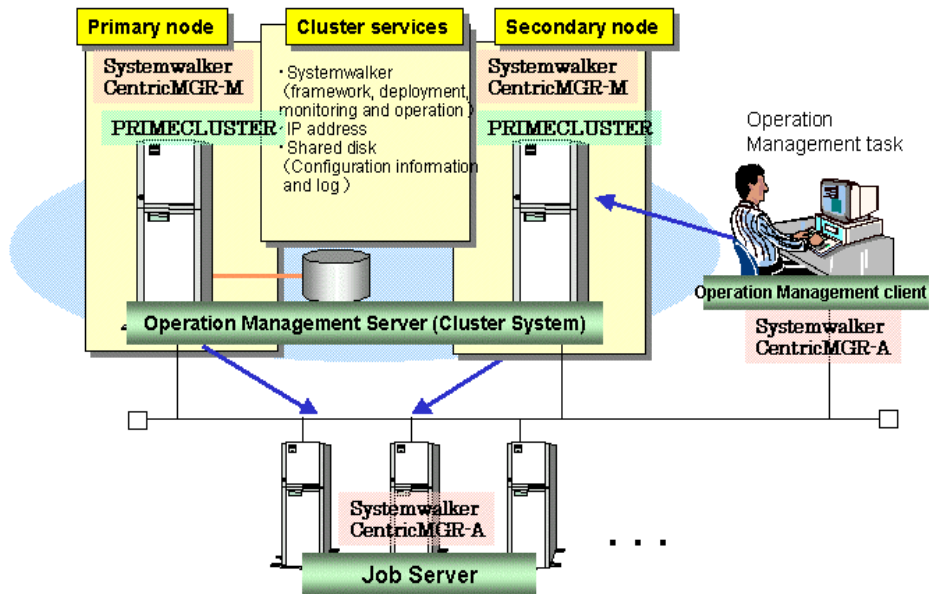 Primary node
Cluster services
Secondary node
Systemwalker
CentricMGR-M
PRIMECLUSTER
・Systemwalker
(framework, deployment,
monitoring and operation)
・IP address
・Shared disk
(Configuration information
and log)
Systemwalker
CentricMGR-M
PRIMECLUSTER
Operation
Management task
Operation Management client
Systemwalker
CentricMGR-A
Operation Management Server (Cluster System)
Systemwalker
CentricMGR-A
. . .
Job Server